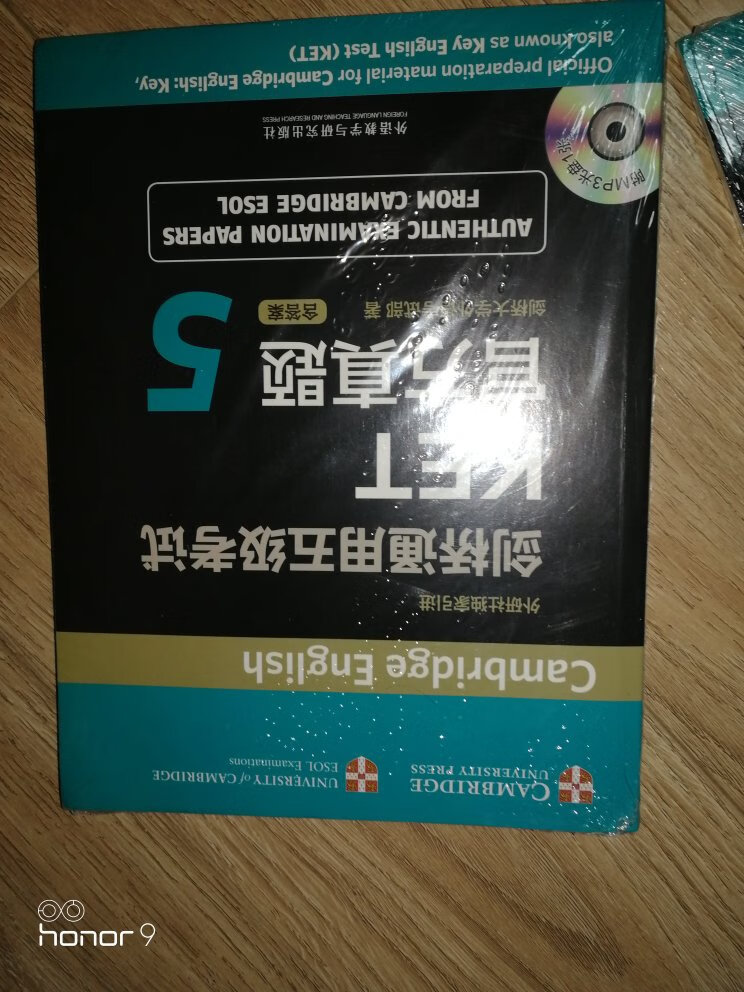 CAMBRIDGE
UNIVERSITY PRESS
UNIVERSITY of CAMBRIDGE
ESOL Examinations
Cambridge English
外研社独家引进
剑桥通用五级考试
KET
官方真题
5
含答案
剑桥大学外语考试部 著
AUTHENTIC EXAMINATION PAPERS
FROM CAMBRIDGE ESOL
附MP3光盘1张
外语教学与研究出版社
FOREIGN LANGUAGE TEACHING AND RESEARCH PRESS
Official preparation material for Cambridge English: Key,
also known as Key English Test (KET)
honor 9